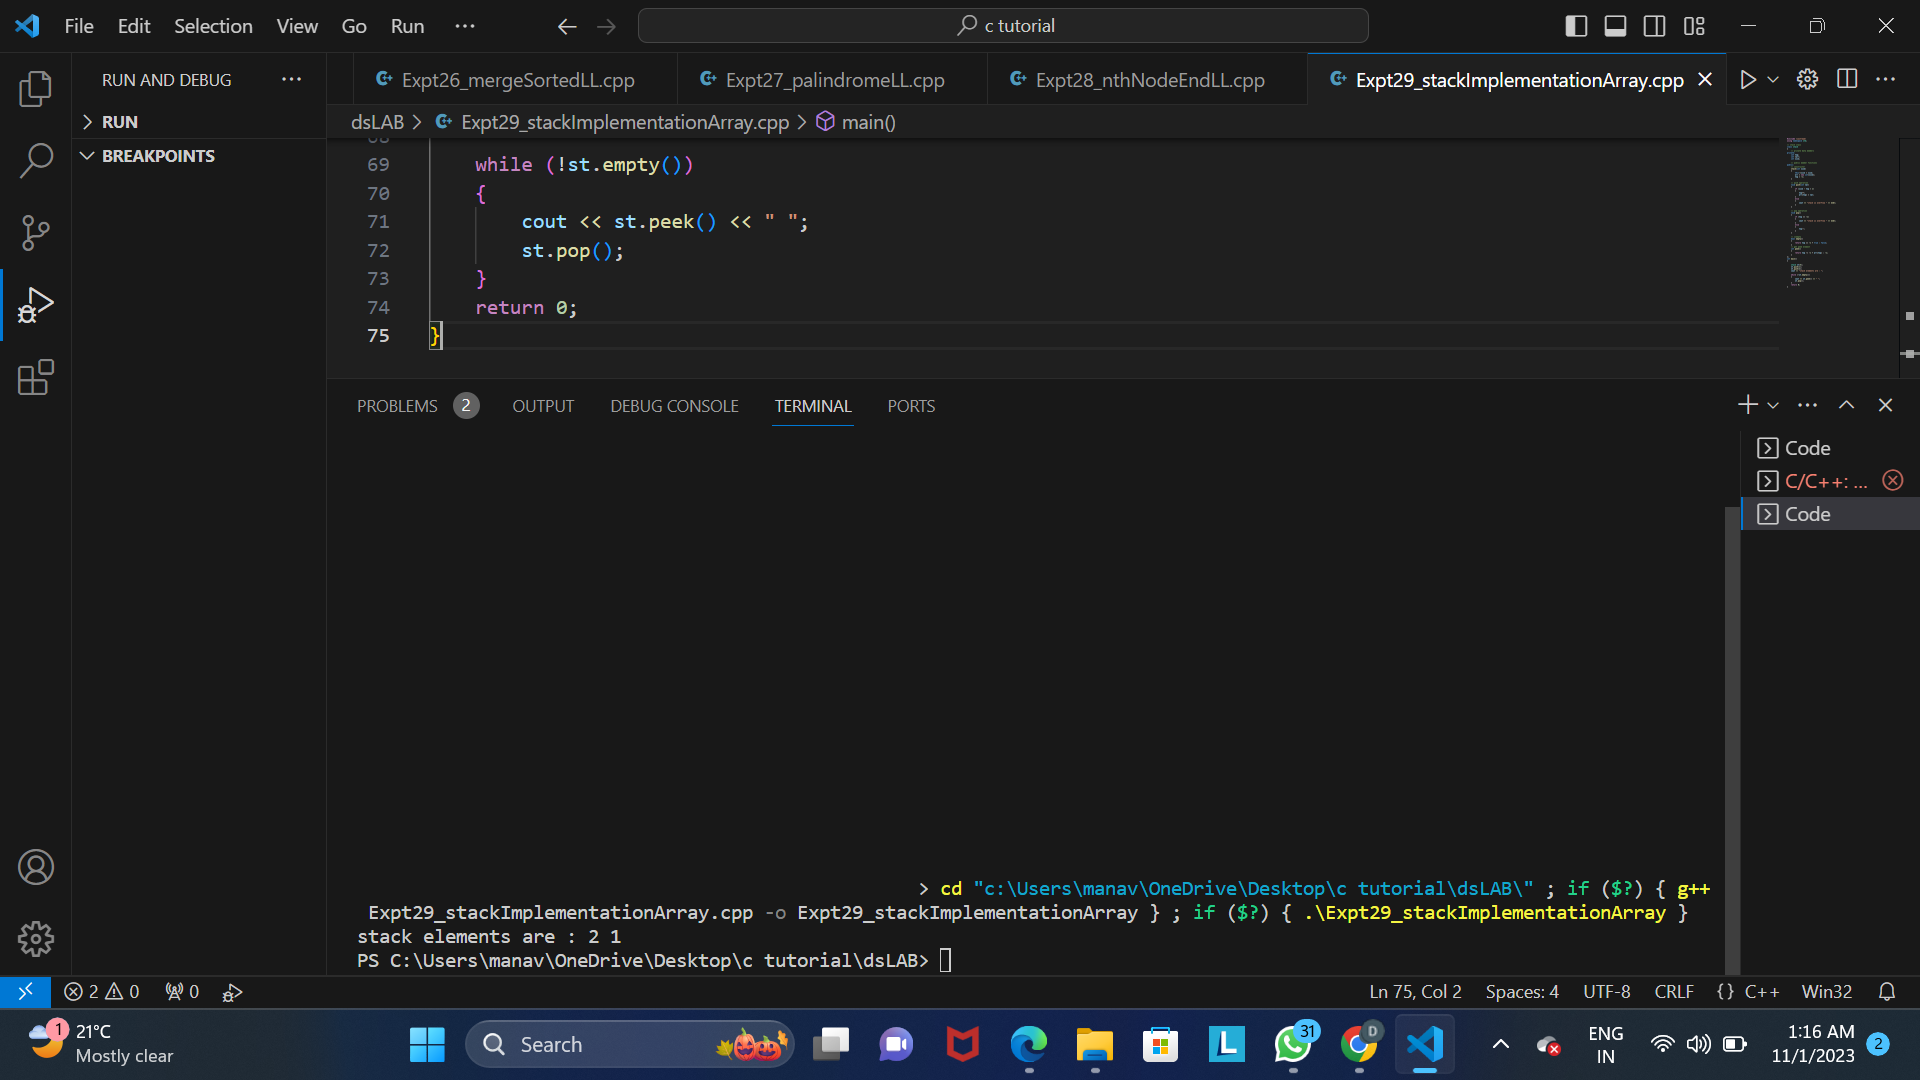 File Edit Selection View Go Run ···
c tutorial
RUN AND DEBUG ···
RUN
BREAKPOINTS
Expt26_mergeSortedLL.cpp Expt27_palindromeLL.cpp Expt28_nthNodeEndLL.cpp Expt29_stackImplementationArray.cpp
dsLAB > Expt29_stackImplementationArray.cpp > main()
69 while (!st.empty())
70 {
71 cout << st.peek() << " ";
72 st.pop();
73 }
74 return 0;
75 }
PROBLEMS 2 OUTPUT DEBUG CONSOLE TERMINAL PORTS
Code
C/C++: ...
Code
> cd "c:\Users\manav\OneDrive\Desktop\c tutorial\dsLAB\" ; if ($?) { g++
Expt29_stackImplementationArray.cpp -o Expt29_stackImplementationArray } ; if ($?) { .\Expt29_stackImplementationArray }
stack elements are : 2 1
PS C:\Users\manav\OneDrive\Desktop\c tutorial\dsLAB>
2 0 0 Ln 75, Col 2 Spaces: 4 UTF-8 CRLF {} C++ Win32
1 21°C
Mostly clear
Search
L
31
D
ENG
IN
1:16 AM
11/1/2023
2